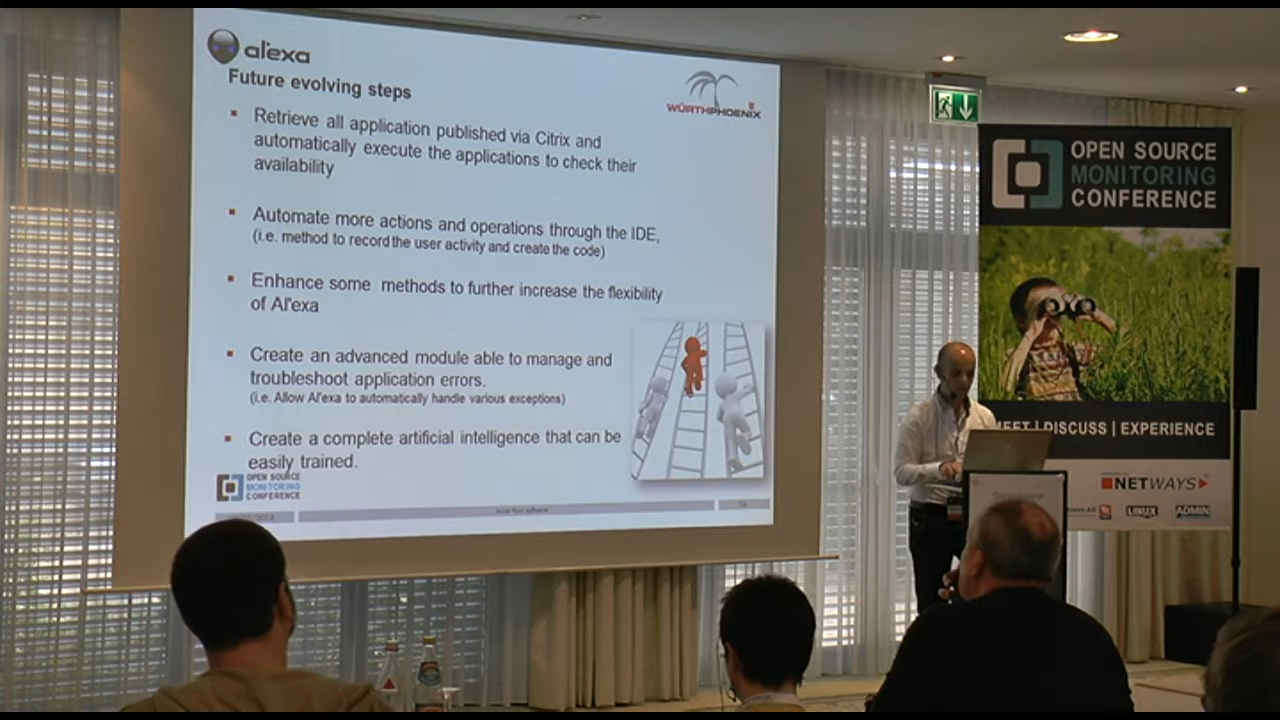 al'exa
Future evolving steps
WÜRTHPHOENIX
Retrieve all application published via Citrix and
automatically execute the applications to check their
availability
Automate more actions and operations through the IDE,
(i.e. method to record the user activity and create the code)
Enhance some methods to further increase the flexibility
of Al'exa
Create an advanced module able to manage and
troubleshoot application errors.
(i.e. Allow Al'exa to automatically handle various exceptions)
Create a complete artificial intelligence that can be
easily trained.
OPEN SOURCE
MONITORING
CONFERENCE
OPEN SOURCE
MONITORING
CONFERENCE
MEET | DISCUSS | EXPERIENCE
NETWAYS
LINUX
ADMIN